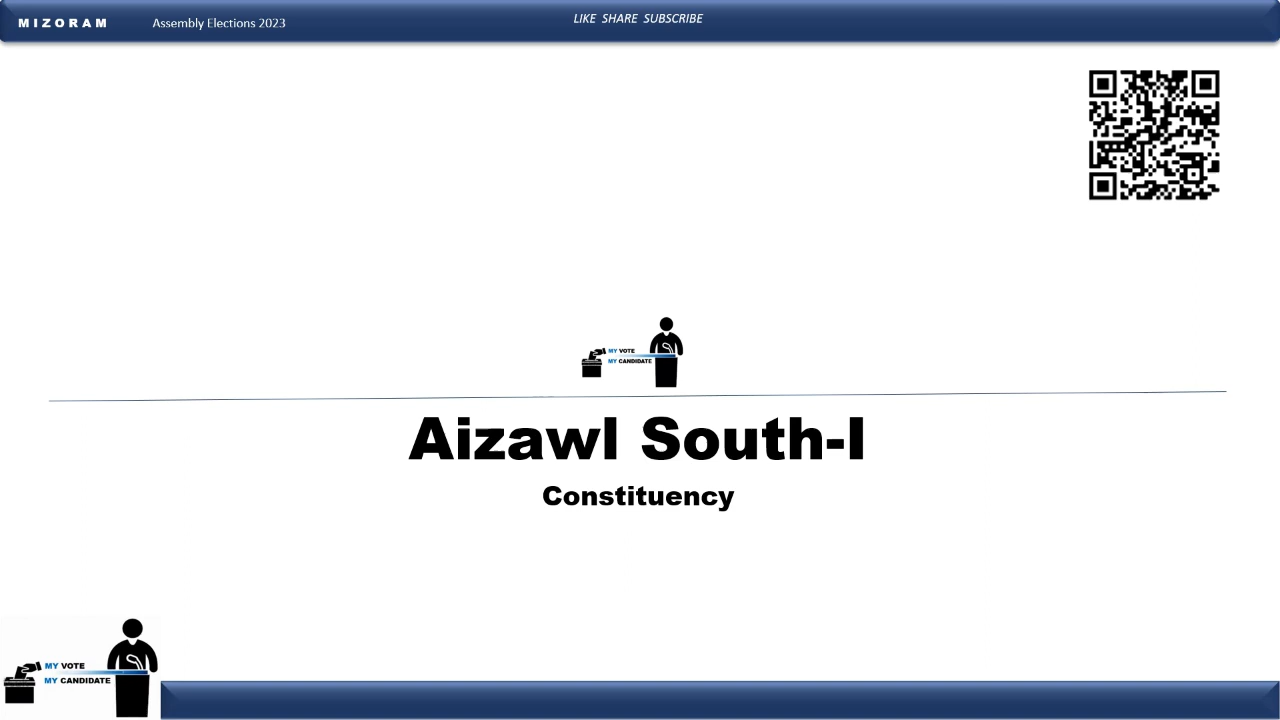 MIZORAM
Assembly Elections 2023
LIKE SHARE SUBSCRIBE
MY VOTE
MY CANDIDATE
Aizawl South-I
Constituency
MY VOTE
MY CANDIDATE